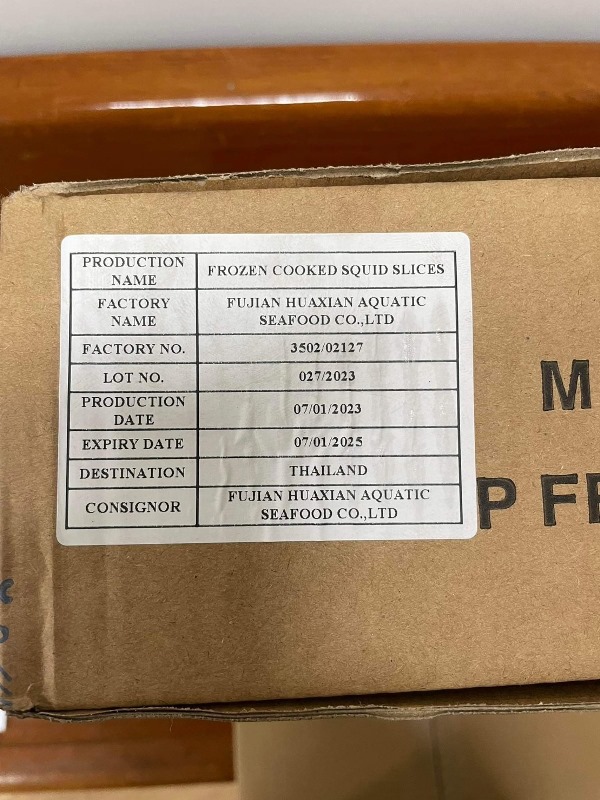 PRODUCTION NAME
FROZEN COOKED SQUID SLICES
FACTORY NAME
FUJIAN HUAXIAN AQUATIC
SEAFOOD CO.,LTD
FACTORY NO.
3502/02127
LOT NO.
027/2023
PRODUCTION DATE
07/01/2023
EXPIRY DATE
07/01/2025
DESTINATION
THAILAND
CONSIGNOR
FUJIAN HUAXIAN AQUATIC
SEAFOOD CO.,LTD
M
P FE